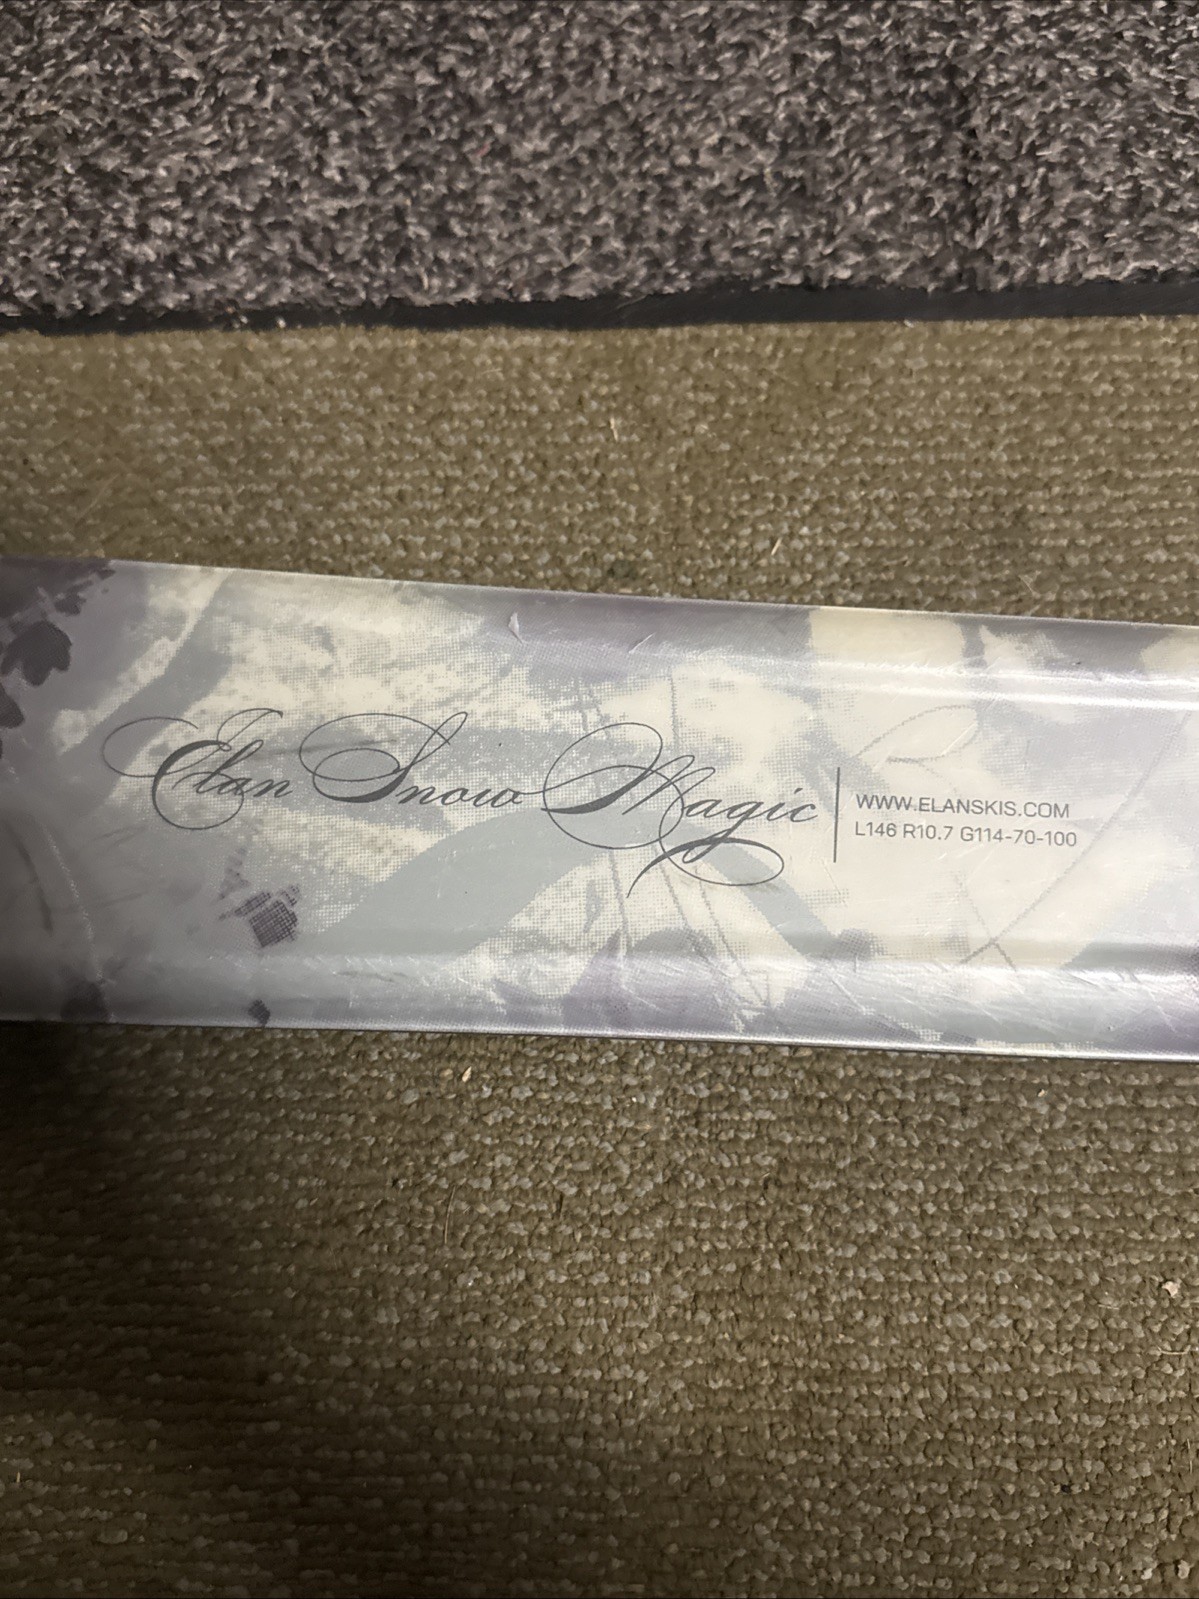 Elan Snow Magic
WWW.ELANSKIS.COM
L146 R10.7 G114-70-100